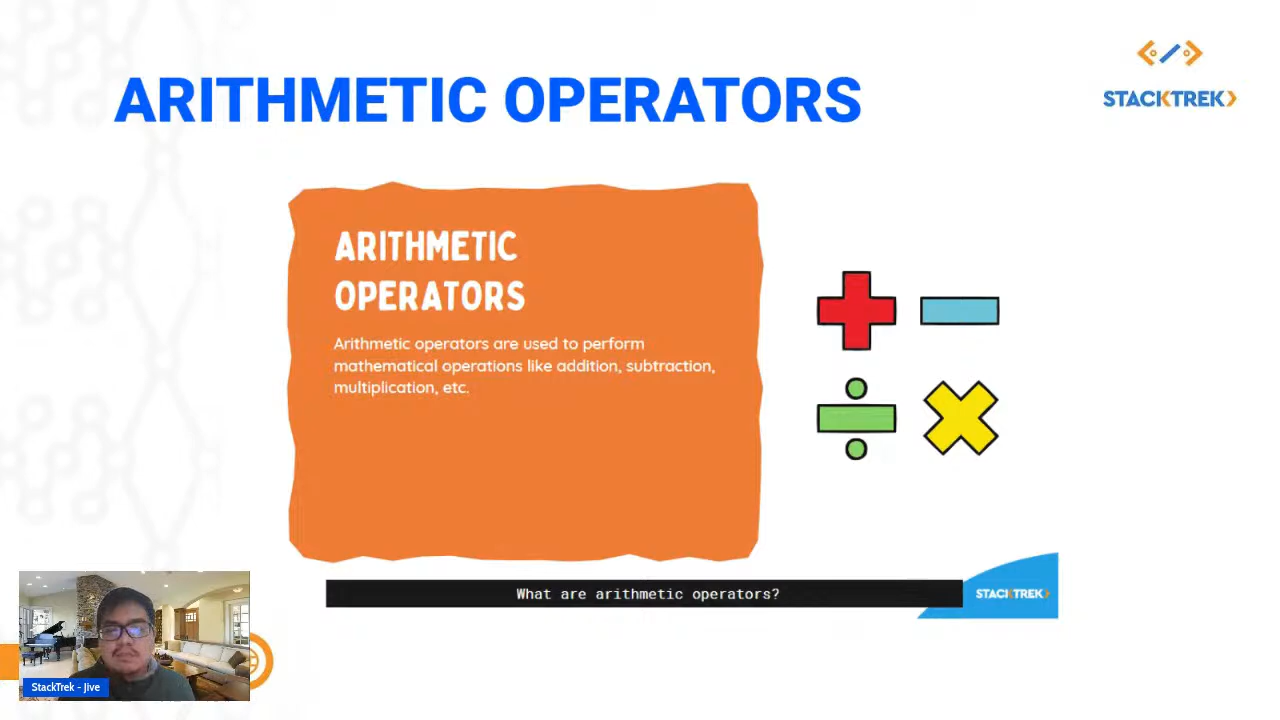 ARITHMETIC OPERATORS
STACKTREK
ARITHMETIC
OPERATORS
Arithmetic operators are used to perform
mathematical operations like addition, subtraction,
multiplication, etc.
What are arithmetic operators?
STACKTREK
StackTrek - Jive